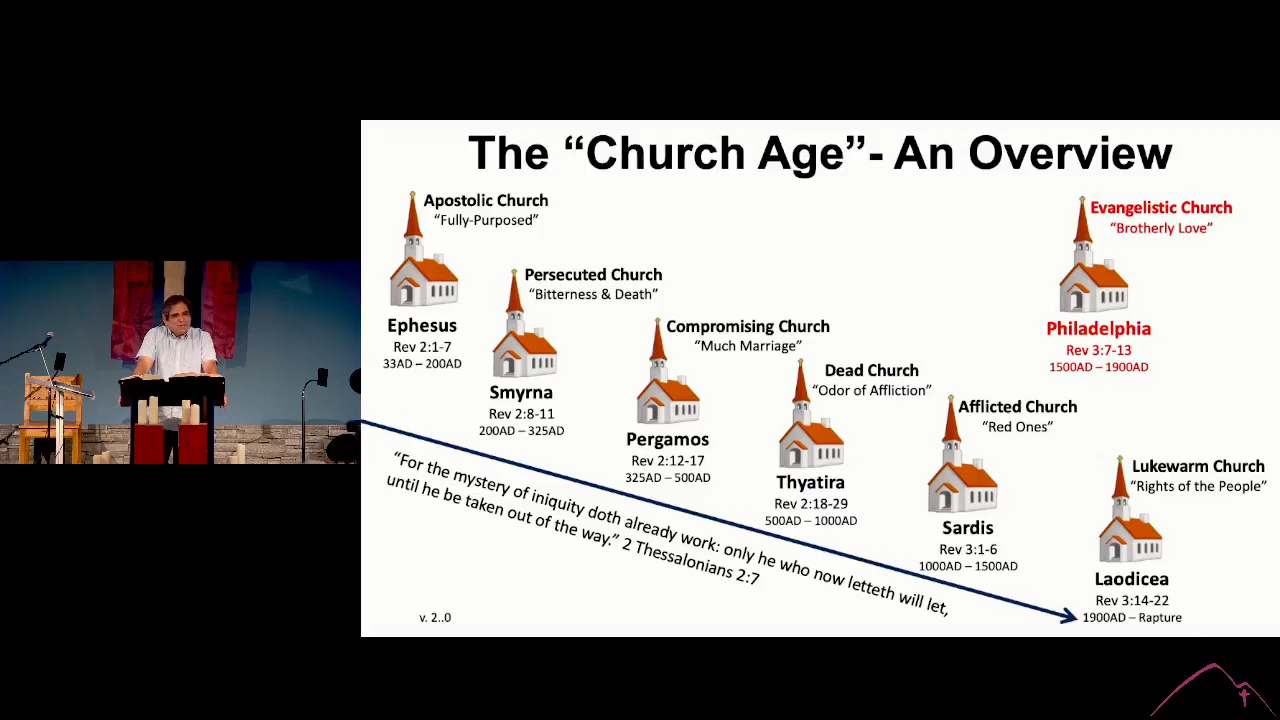 The “Church Age”- An Overview
Apostolic Church
“Fully-Purposed”
Ephesus
Rev 2:1-7
33AD – 200AD
Persecuted Church
“Bitterness & Death”
Smyrna
Rev 2:8-11
200AD – 325AD
Compromising Church
“Much Marriage”
Pergamos
Rev 2:12-17
325AD – 500AD
Dead Church
“Odor of Affliction”
Thyatira
Rev 2:18-29
500AD – 1000AD
Afflicted Church
“Red Ones”
Sardis
Rev 3:1-6
1000AD – 1500AD
Evangelistic Church
“Brotherly Love”
Philadelphia
Rev 3:7-13
1500AD – 1900AD
Lukewarm Church
“Rights of the People”
Laodicea
Rev 3:14-22
1900AD – Rapture
“For the mystery of iniquity doth already work: only he who now letteth will let,
until he be taken out of the way.” 2 Thessalonians 2:7
v. 2..0